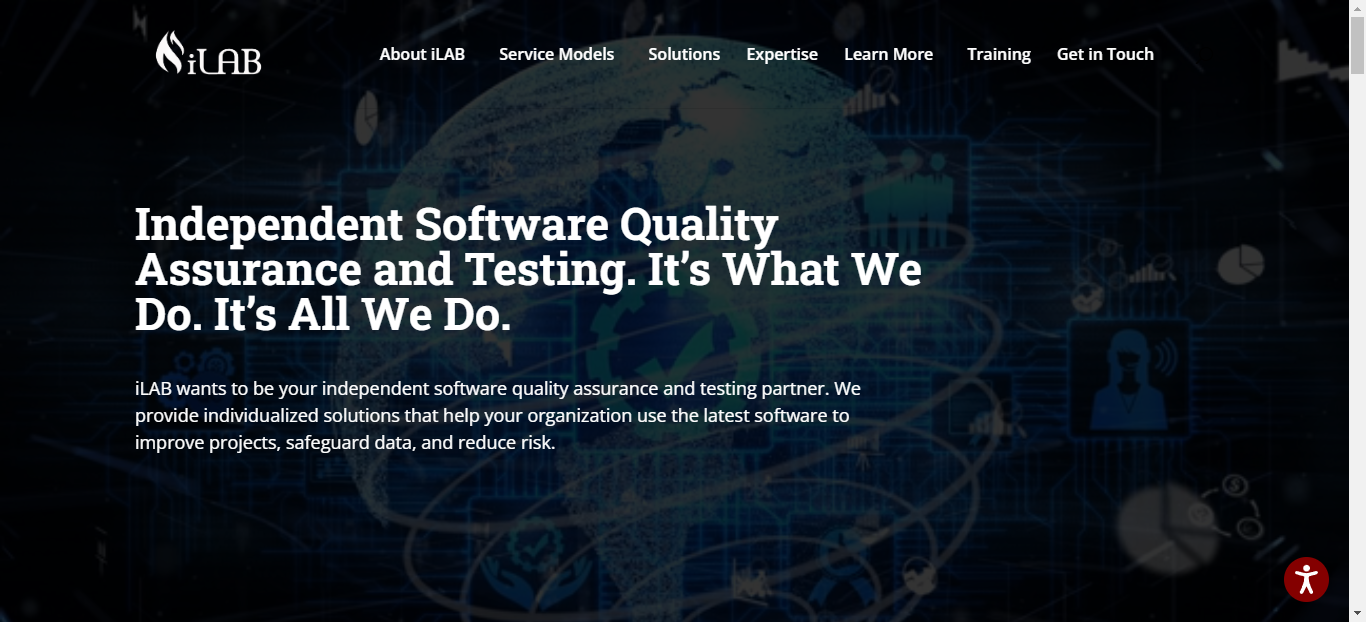 iLAB
About iLAB Service Models Solutions Expertise Learn More Training Get in Touch
Independent Software Quality
Assurance and Testing. It’s What We
Do. It’s All We Do.
iLAB wants to be your independent software quality assurance and testing partner. We
provide individualized solutions that help your organization use the latest software to
improve projects, safeguard data, and reduce risk.